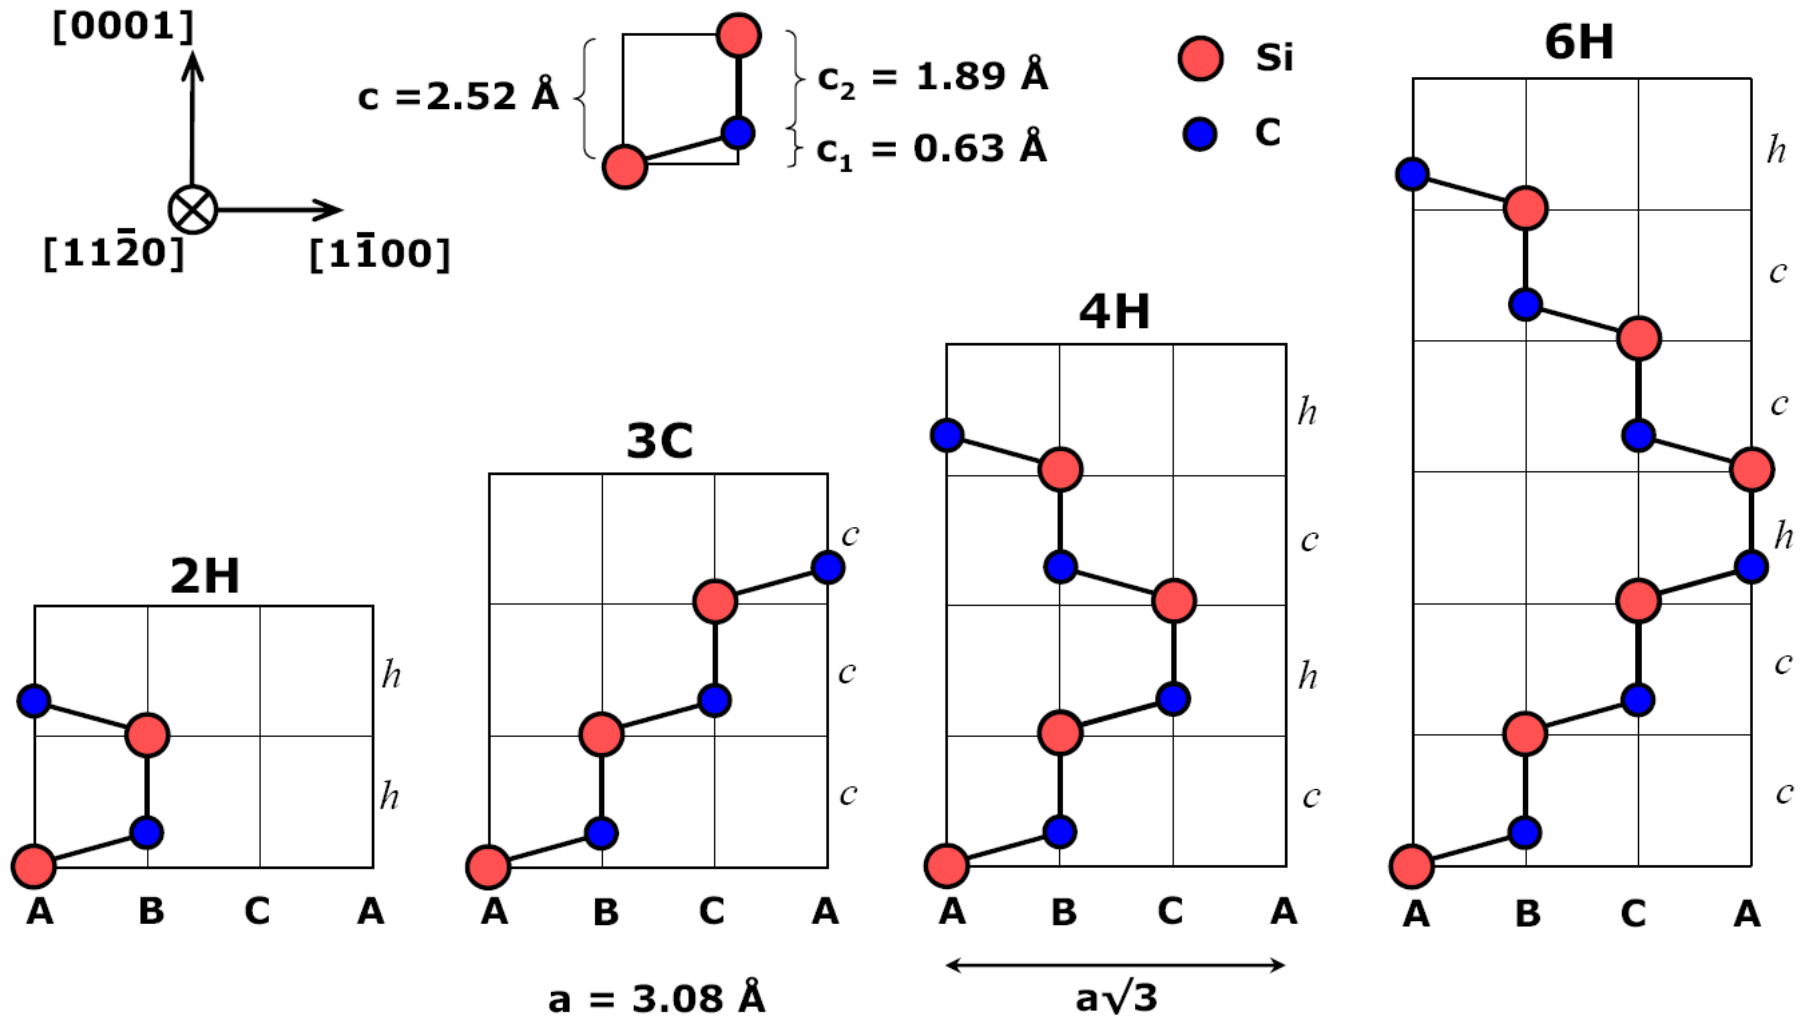 [0001]
[112̅0]
[11̅00]
c =2.52 Å
c₂ = 1.89 Å
c₁ = 0.63 Å
Si
C
2H
h
h
A B C A
3C
c
c
c
A B C A
a = 3.08 Å
4H
h
c
h
c
A B C A
a√3
6H
h
c
c
h
c
c
A B C A